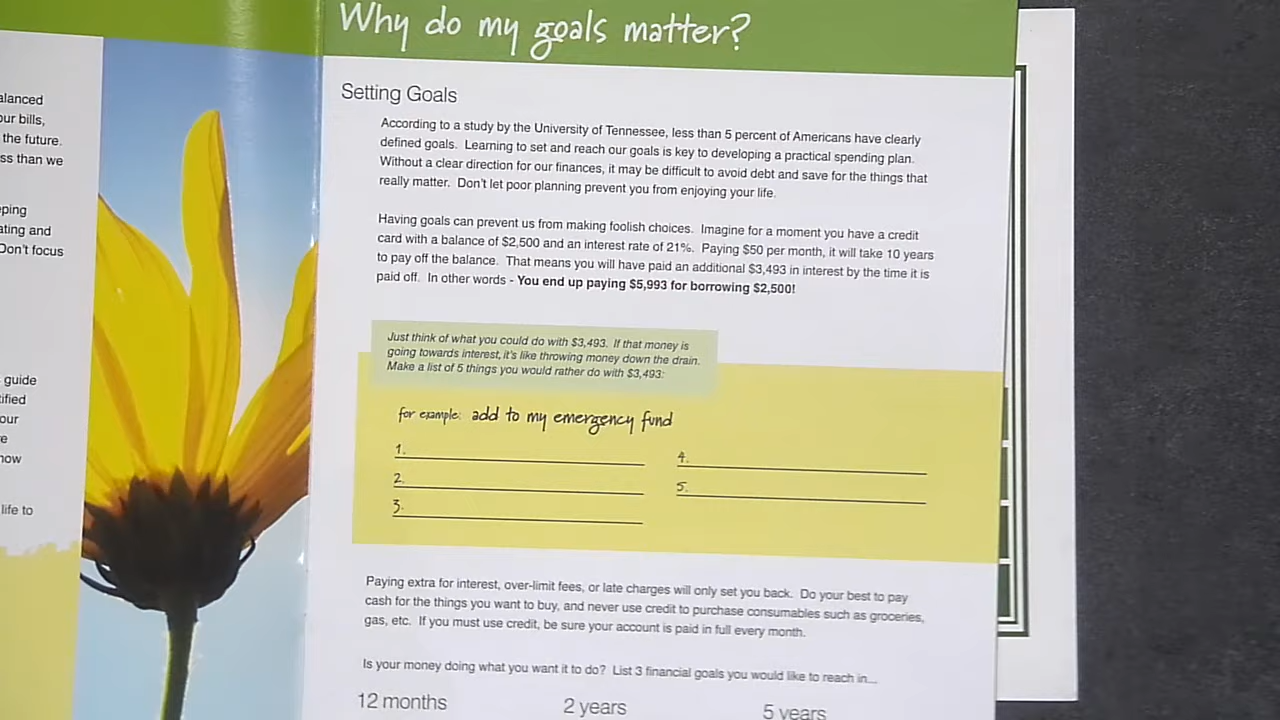 alanced
our bills,
the future.
ss than we
ating and
Don't focus
guide
our
life to
Why do my goals matter?
Setting Goals
According to a study by the University of Tennessee, less than 5 percent of Americans have clearly
defined goals. Learning to set and reach our goals is key to developing a practical spending plan.
Without a clear direction for our finances, it may be difficult to avoid debt and save for the things that
really matter. Don't let poor planning prevent you from enjoying your life.
Having goals can prevent us from making foolish choices. Imagine for a moment you have a credit
card with a balance of $2,500 and an interest rate of 21%. Paying $50 per month, it will take 10 years
to pay off the balance. That means you will have paid an additional $3,493 in interest by the time it is
paid off. In other words - You end up paying $5,993 for borrowing $2,500!
Just think of what you could do with $3,493. If that money is
going towards interest, it's like throwing money down the drain.
Make a list of 5 things you would rather do with $3,493:
for example: add to my emergency fund
1.
2.
3.
4.
5.
Paying extra for interest, over-limit fees, or late charges will only set you back. Do your best to pay
cash for the things you want to buy, and never use credit to purchase consumables such as groceries,
gas, etc. If you must use credit, be sure your account is paid in full every month.
Is your money doing what you want it to do? List 3 financial goals you would like to reach in...
12 months 2 years 5 years